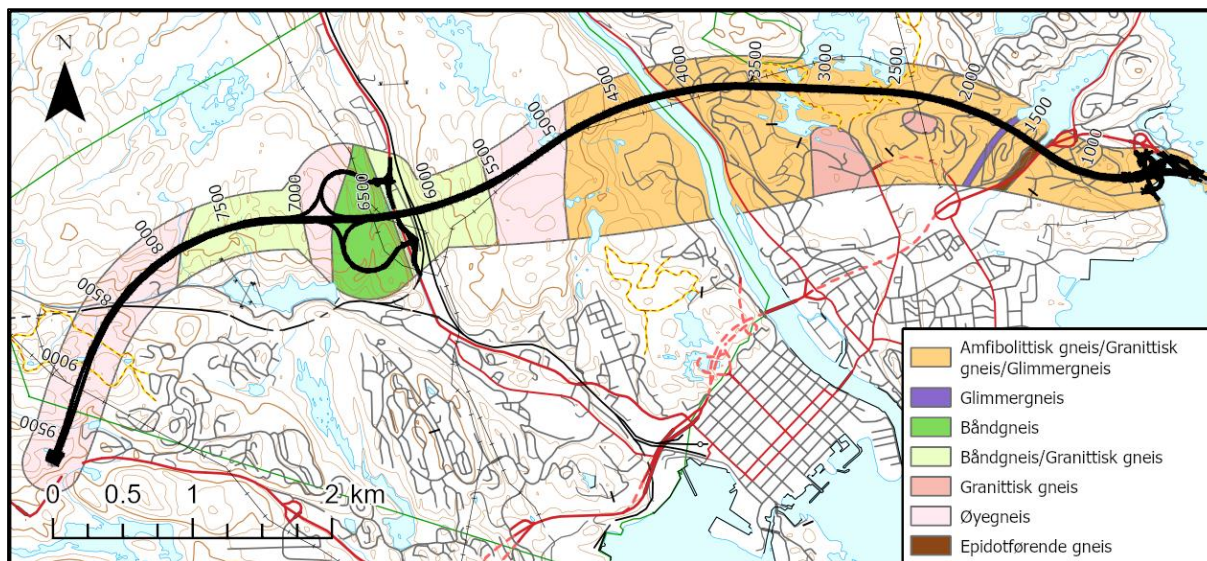 N
4500
4000
3500
3000
2500
2000
1500
1000
5000
5500
6000
6500
7000
7500
8000
8500
9000
9500
0 0.5 1 2 km
Amfibolittisk gneis/Granittisk
gneis/Glimmergneis
Glimmergneis
Båndgneis
Båndgneis/Granittisk gneis
Granittisk gneis
Øyegneis
Epidotførende gneis